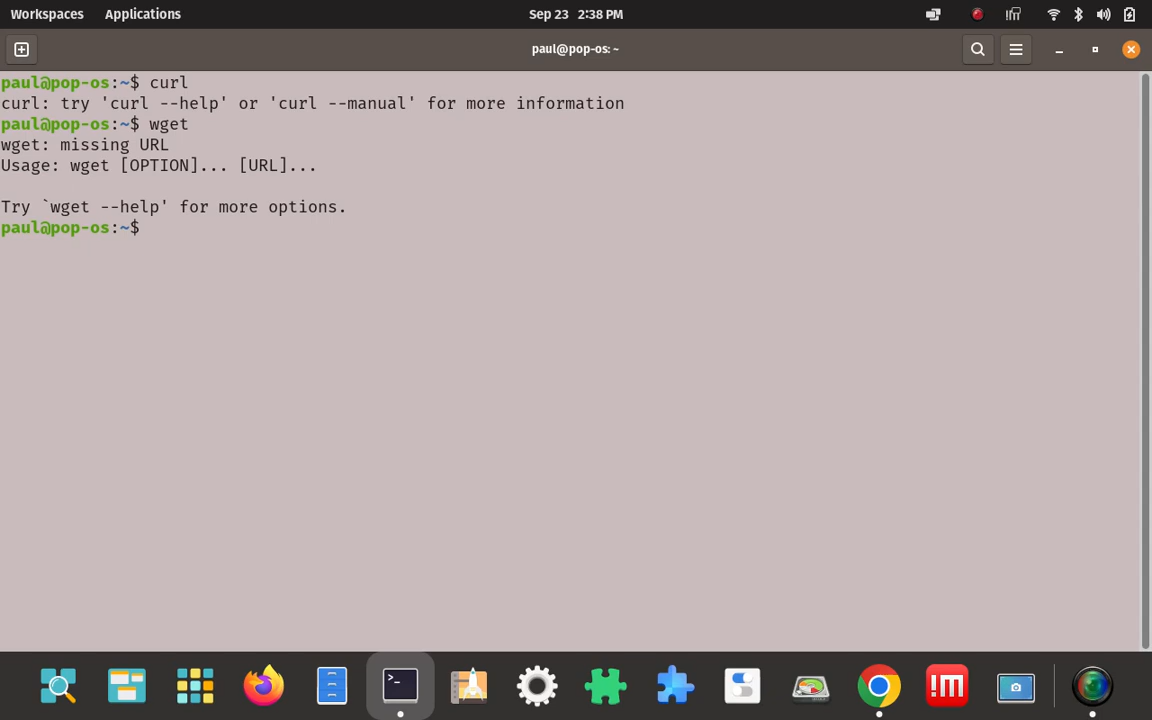 Workspaces Applications Sep 23 2:38 PM !m
paul@pop-os: ~
paul@pop-os:~$ curl
curl: try 'curl --help' or 'curl --manual' for more information
paul@pop-os:~$ wget
wget: missing URL
Usage: wget [OPTION]... [URL]...
Try `wget --help' for more options.
paul@pop-os:~$
>_ !M